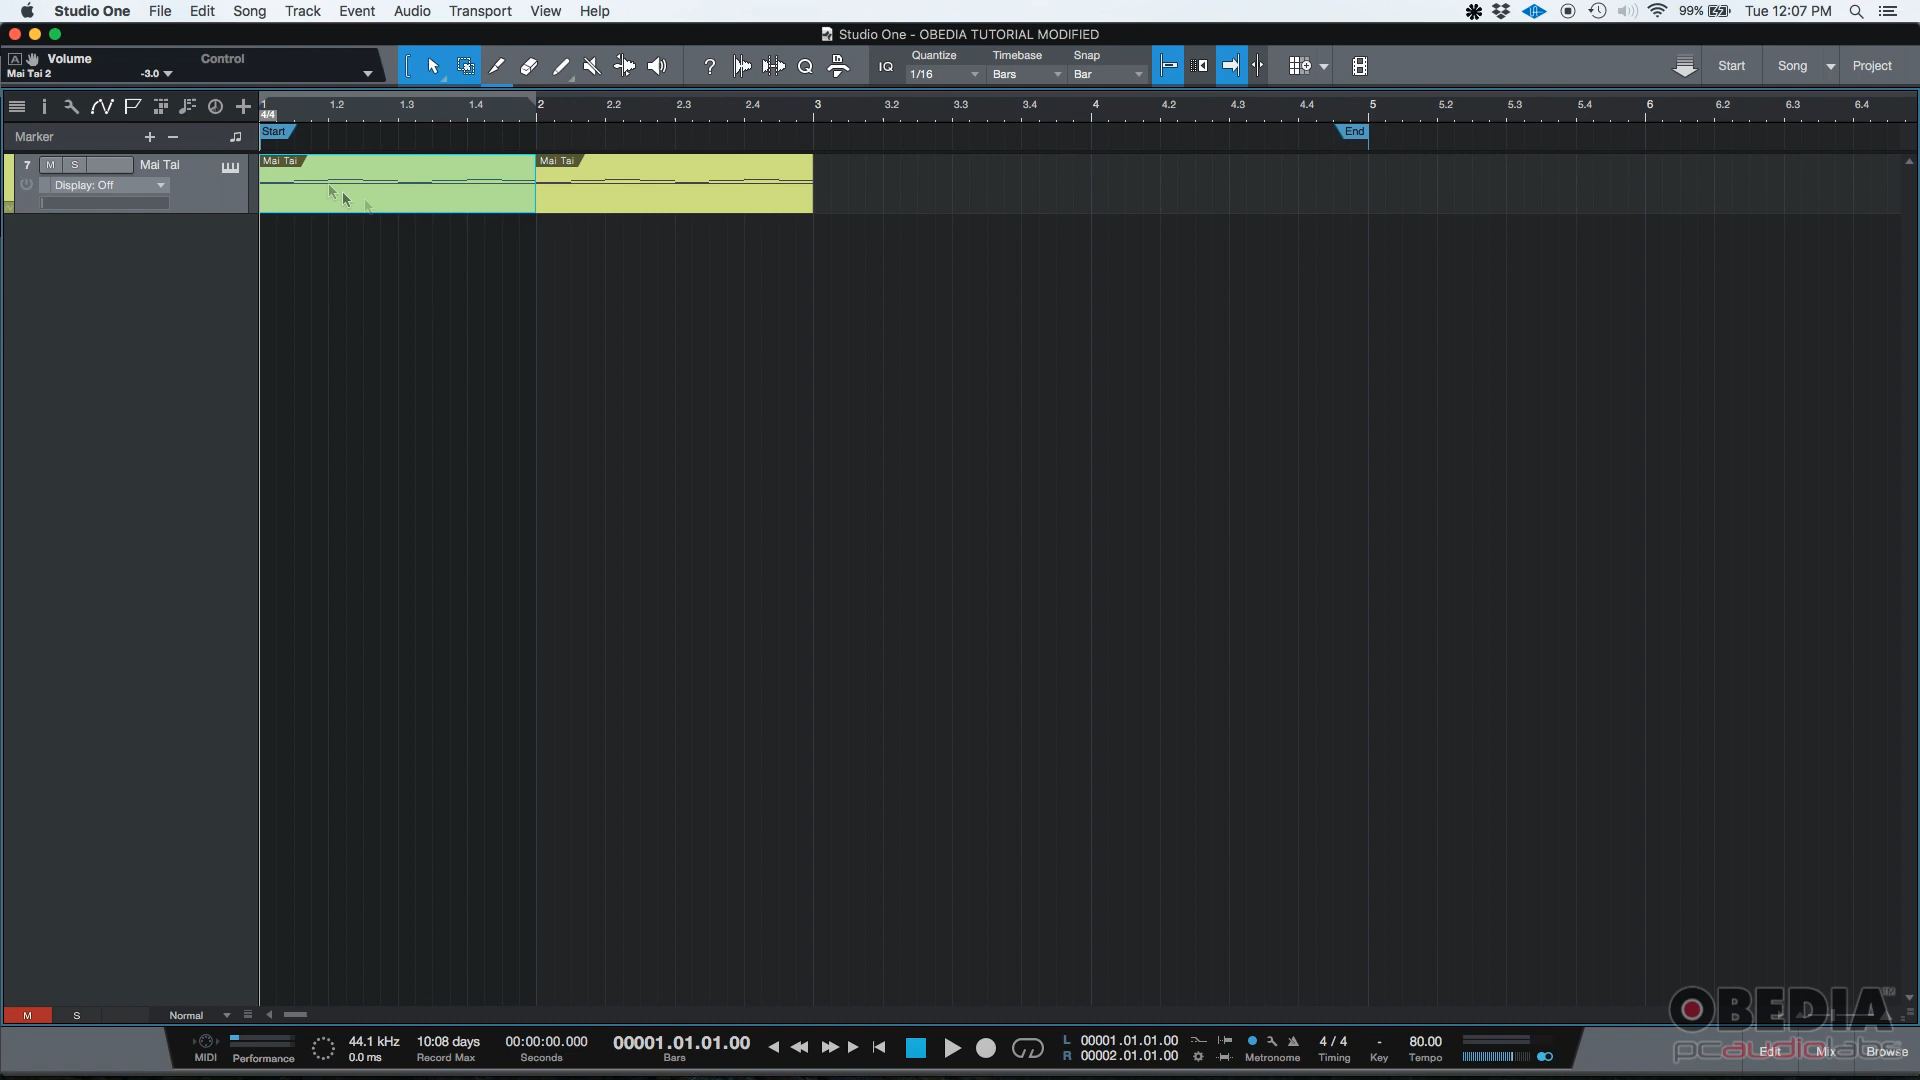 Studio One File Edit Song Track Event Audio Transport View Help
99% Tue 12:07 PM
Studio One - OBEDIA TUTORIAL MODIFIED
A Volume Control
Mai Tai 2 -3.0
IQ Quantize Timebase Snap
1/16 Bars Bar
Start Song Project
1 1.2 1.3 1.4 2 2.2 2.3 2.4 3 3.2 3.3 3.4 4 4.2 4.3 4.4 5 5.2 5.3 5.4 6 6.2 6.3 6.4
4/4
Marker + −
Start End
7 M S Mai Tai
Display: Off
Mai Tai Mai Tai
M S Normal
OBEDIA
pcaudiolabs
MIDI Performance
44.1 kHz
0.0 ms
10:08 days
Record Max
00:00:00.000
Seconds
00001.01.01.00
Bars
L 00001.01.01.00
R 00002.01.01.00
Metronome
4 / 4
Timing
-
Key
80.00
Tempo
Edit Mix Browse